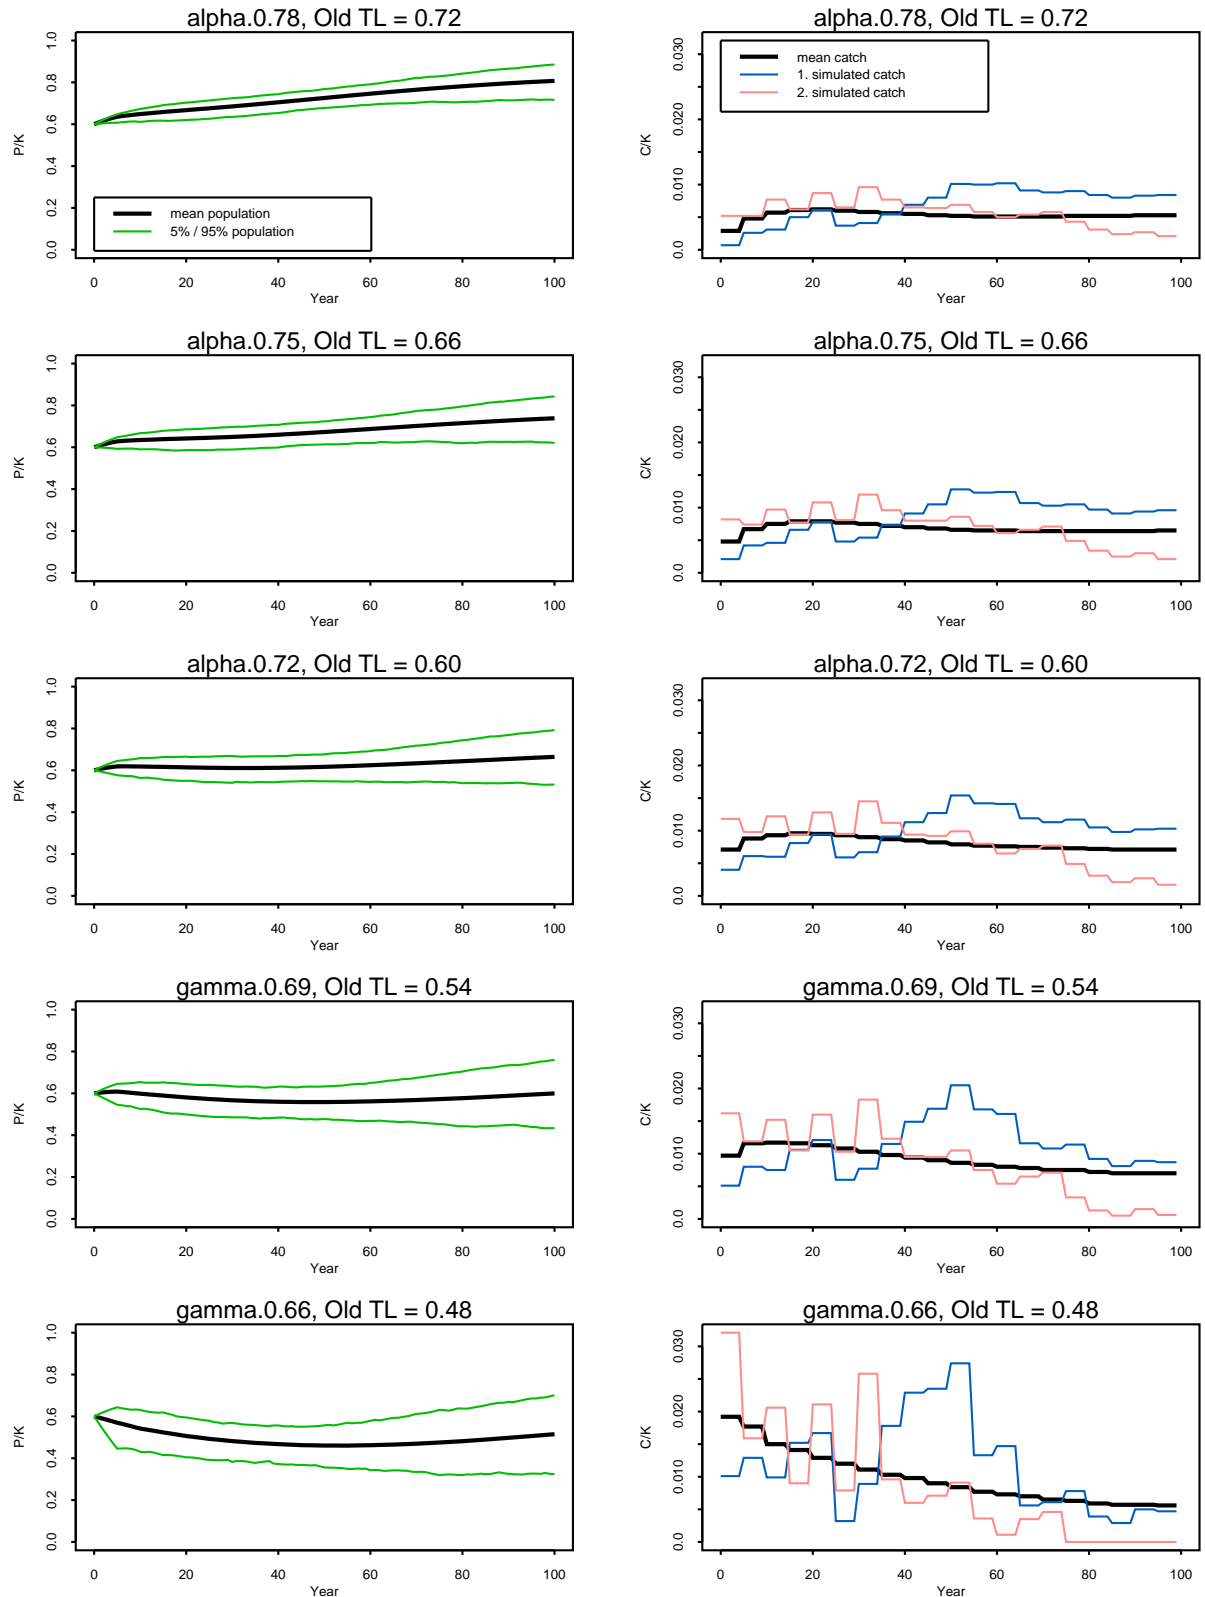 alpha.0.78, Old TL = 0.72
P/K
0.0 0.2 0.4 0.6 0.8 1.0
mean population
5% / 95% population
0 20 40 60 80 100
Year
alpha.0.78, Old TL = 0.72
C/K
0.0 0.010 0.020 0.030
mean catch
1. simulated catch
2. simulated catch
0 20 40 60 80 100
Year
alpha.0.75, Old TL = 0.66
P/K
0.0 0.2 0.4 0.6 0.8 1.0
0 20 40 60 80 100
Year
alpha.0.75, Old TL = 0.66
C/K
0.0 0.010 0.020 0.030
0 20 40 60 80 100
Year
alpha.0.72, Old TL = 0.60
P/K
0.0 0.2 0.4 0.6 0.8 1.0
0 20 40 60 80 100
Year
alpha.0.72, Old TL = 0.60
C/K
0.0 0.010 0.020 0.030
0 20 40 60 80 100
Year
gamma.0.69, Old TL = 0.54
P/K
0.0 0.2 0.4 0.6 0.8 1.0
0 20 40 60 80 100
Year
gamma.0.69, Old TL = 0.54
C/K
0.0 0.010 0.020 0.030
0 20 40 60 80 100
Year
gamma.0.66, Old TL = 0.48
P/K
0.0 0.2 0.4 0.6 0.8 1.0
0 20 40 60 80 100
Year
gamma.0.66, Old TL = 0.48
C/K
0.0 0.010 0.020 0.030
0 20 40 60 80 100
Year